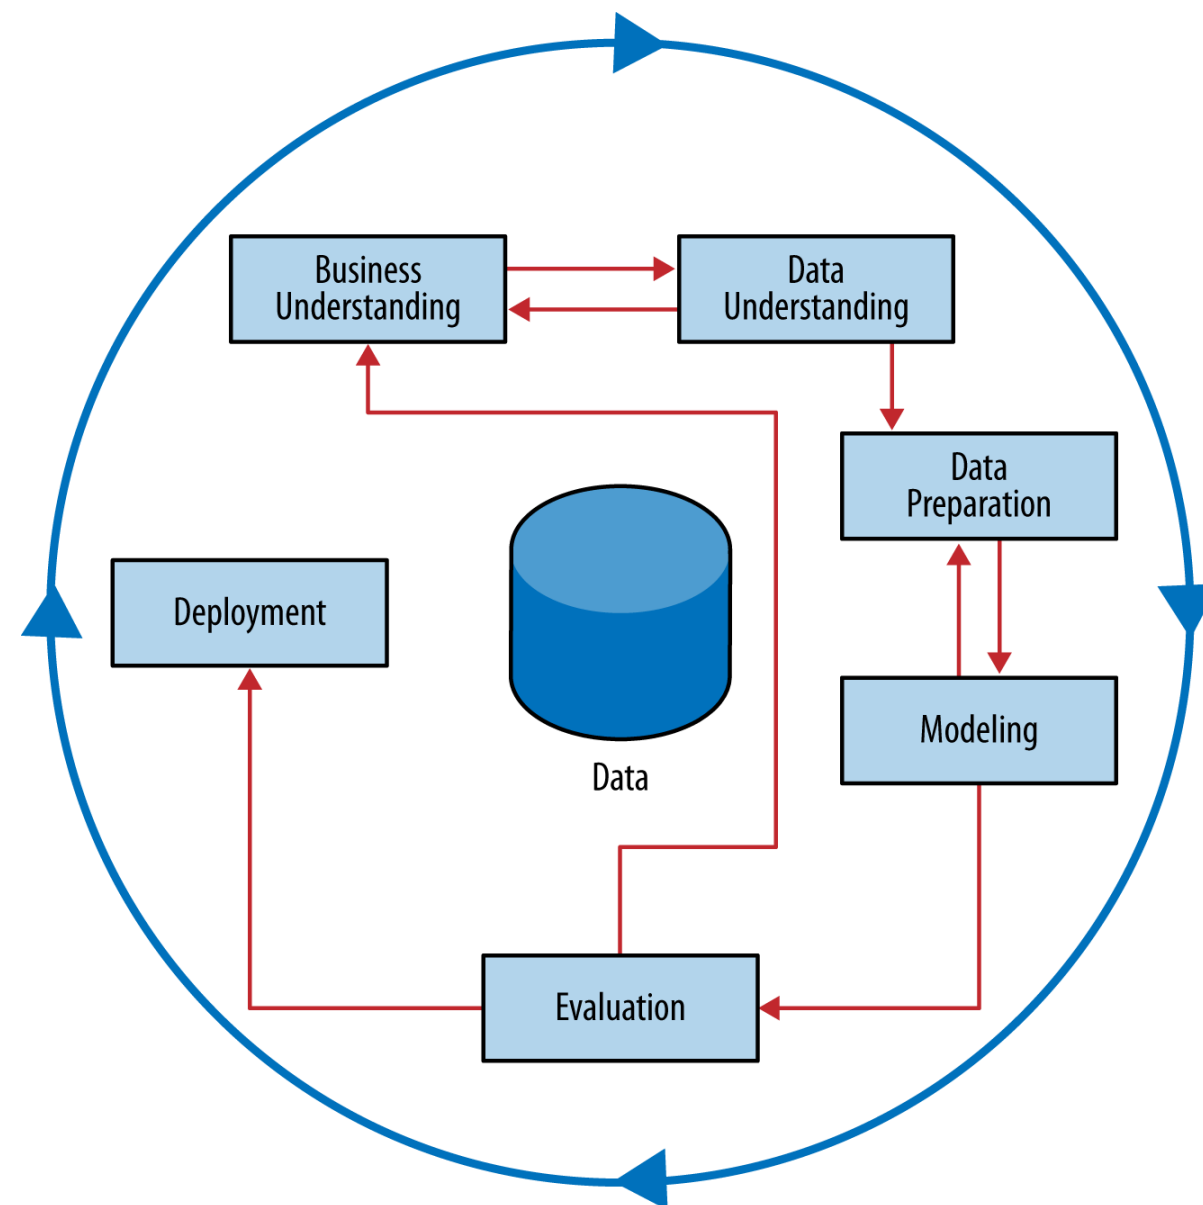 Business
Understanding
Data
Understanding
Data
Preparation
Deployment
Modeling
Data
Evaluation